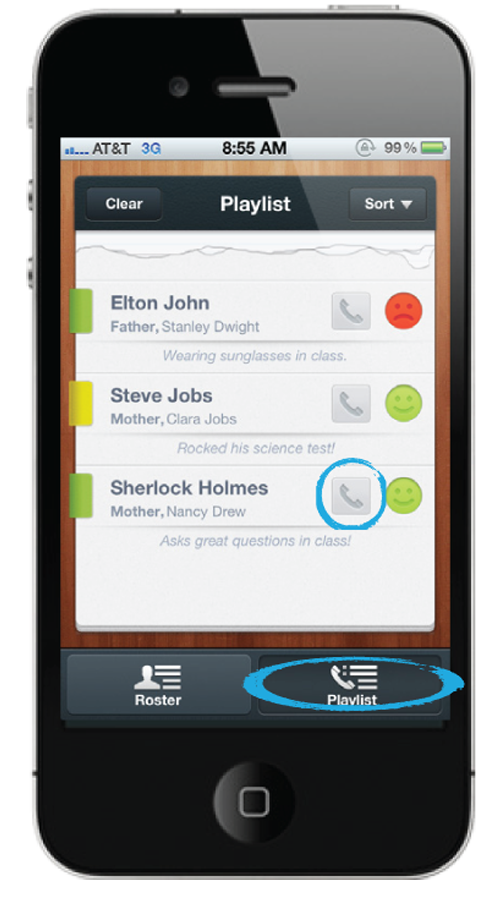 AT&T 3G 8:55 AM 99%
Clear Playlist Sort
Elton John
Father, Stanley Dwight
Wearing sunglasses in class.
Steve Jobs
Mother, Clara Jobs
Rocked his science test!
Sherlock Holmes
Mother, Nancy Drew
Asks great questions in class!
Roster Playlist